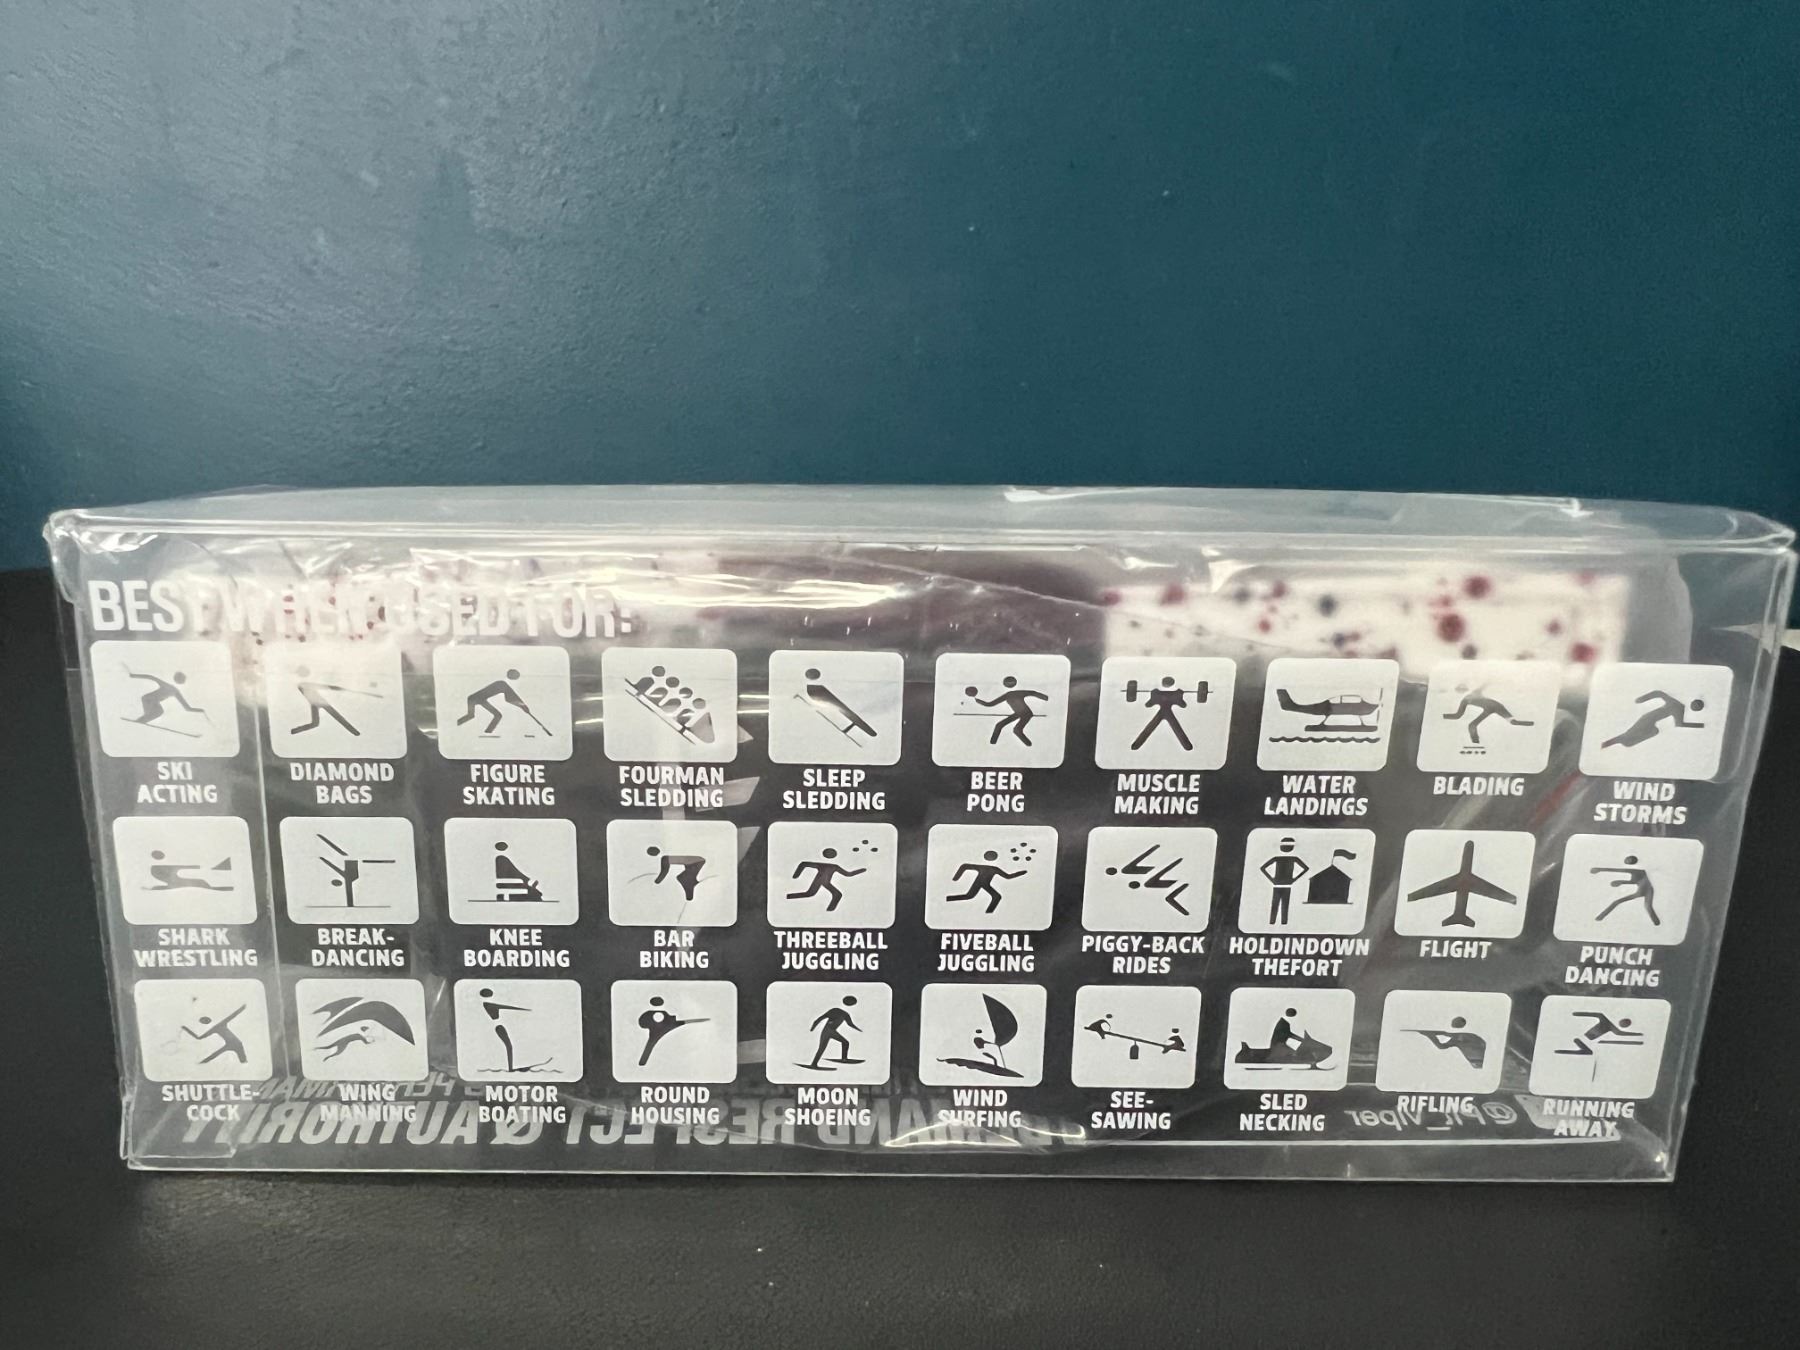 BEST WHEN USED FOR:
SKI
ACTING
DIAMOND
BAGS
FIGURE
SKATING
FOURMAN
SLEDDING
SLEEP
SLEDDING
BEER
PONG
MUSCLE
MAKING
WATER
LANDINGS
BLADING
WIND
STORMS
SHARK
WRESTLING
BREAK-
DANCING
KNEE
BOARDING
BAR
BIKING
THREEBALL
JUGGLING
FIVEBALL
JUGGLING
PIGGY-BACK
RIDES
HOLDINDOWN
THEFORT
FLIGHT
PUNCH
DANCING
SHUTTLE-
COCK
WING
MANNING
MOTOR
BOATING
ROUND
HOUSING
MOON
SHOEING
WIND
SURFING
SEE-
SAWING
SLED
NECKING
RIFLING
RUNNING
AWAY
RESPECT & AUTHORITY
@Pit_Viper